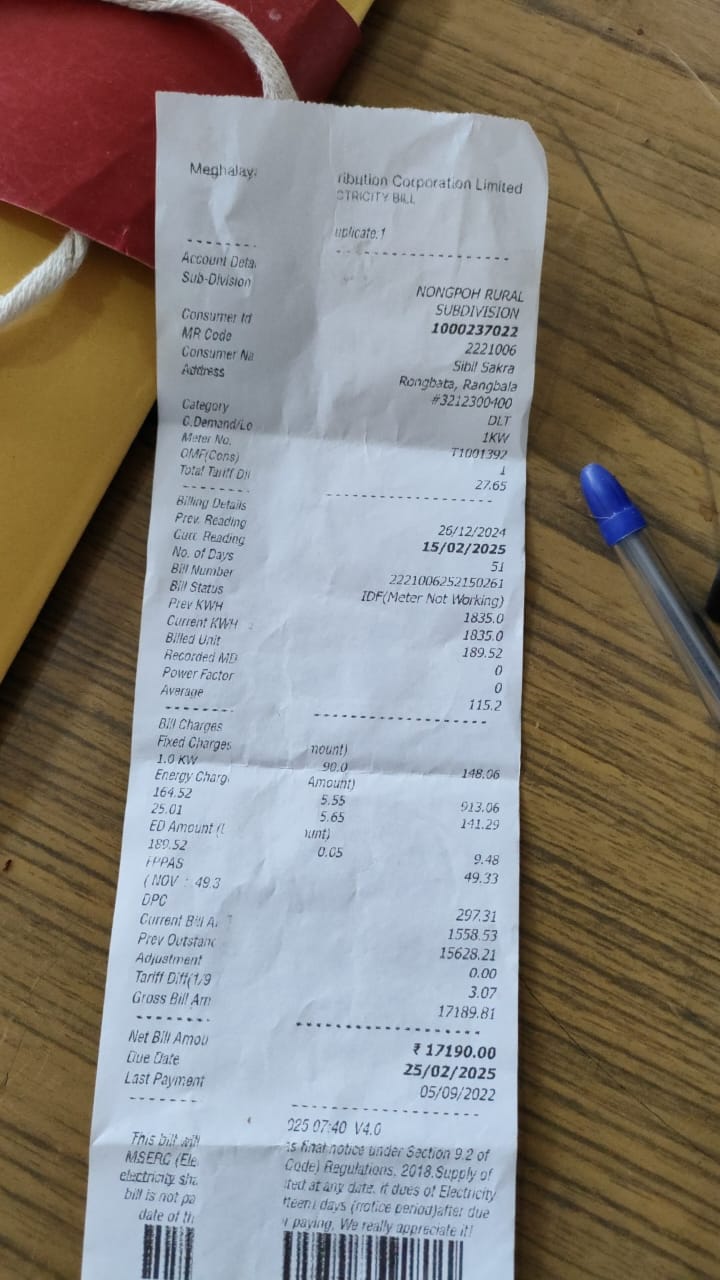 Meghalaya ribution Corporation Limited
CTRICITY BILL
uplicate.1
Account Deta
Sub-Division NONGPOH RURAL
SUBDIVISION
Consumer Id 1000237022
MR Code 2221006
Consumer Na Sibil Sakra
Address Rongbata, Rangbala
#3212300400
Category DLT
C.Demand/Lo 1KW
Meter No. T1001392
OMF(Cons) 1
Total Tariff Di 27.65
Billing Details
Prev. Reading 26/12/2024
Curr. Reading 15/02/2025
No. of Days 51
Bill Number 2221006252150261
Bill Status IDF(Meter Not Working)
Prev KWH 1835.0
Current KWH 1835.0
Billed Unit 189.52
Recorded MD 0
Power Factor 0
Average 115.2
Bill Charges
Fixed Charges nount)
1.0 KW 90.0 148.06
Energy Charg Amount)
164.52 5.55 913.06
25.01 5.65 141.29
ED Amount (U unt)
189.52 0.05 9.48
FPPAS 49.33
( NOV : 49.3
DPC 297.31
Current Bill A. 1558.53
Prev Outstanc 15628.21
Adjustment 0.00
Tariff Diff(1/9 3.07
Gross Bill Am 17189.81
Net Bill Amou ₹ 17190.00
Due Date 25/02/2025
Last Payment 05/09/2022
025 07:40 V4.0
This bill will is final notice under Section 9.2 of
MSERC (Ele Code) Regulations, 2018.Supply of
electricity sha ted at any date, if dues of Electricity
bill is not pa teen) days (notice period)after due
date of th r paying, We really appreciate it!